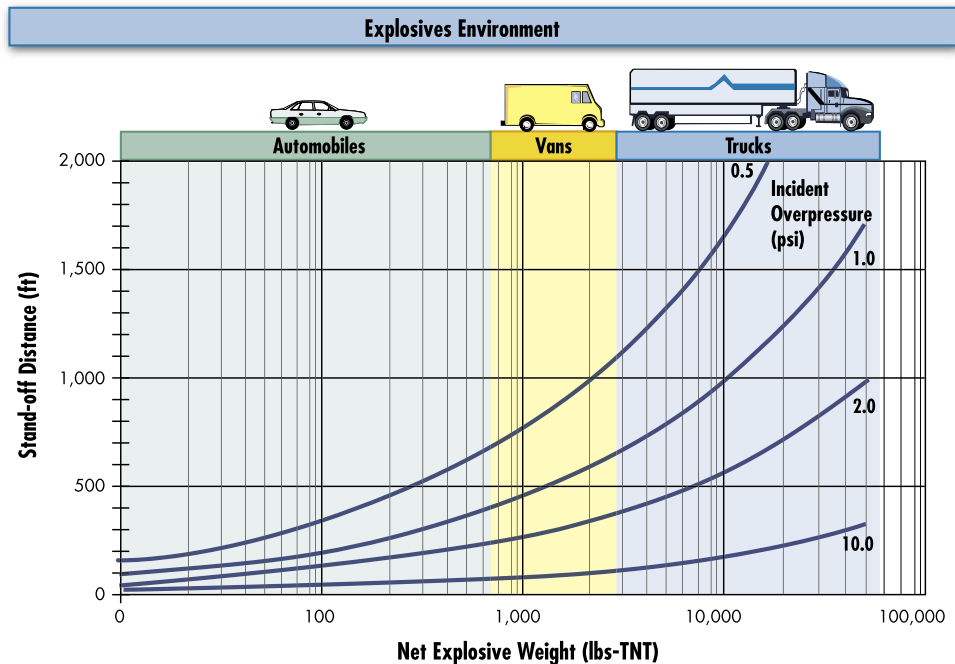 Explosives Environment
Automobiles
Vans
Trucks
2,000
1,500
1,000
500
0
Stand-off Distance (ft)
0.5
Incident
Overpressure
(psi)
1.0
2.0
10.0
0
100
1,000
10,000
100,000
Net Explosive Weight (lbs-TNT)